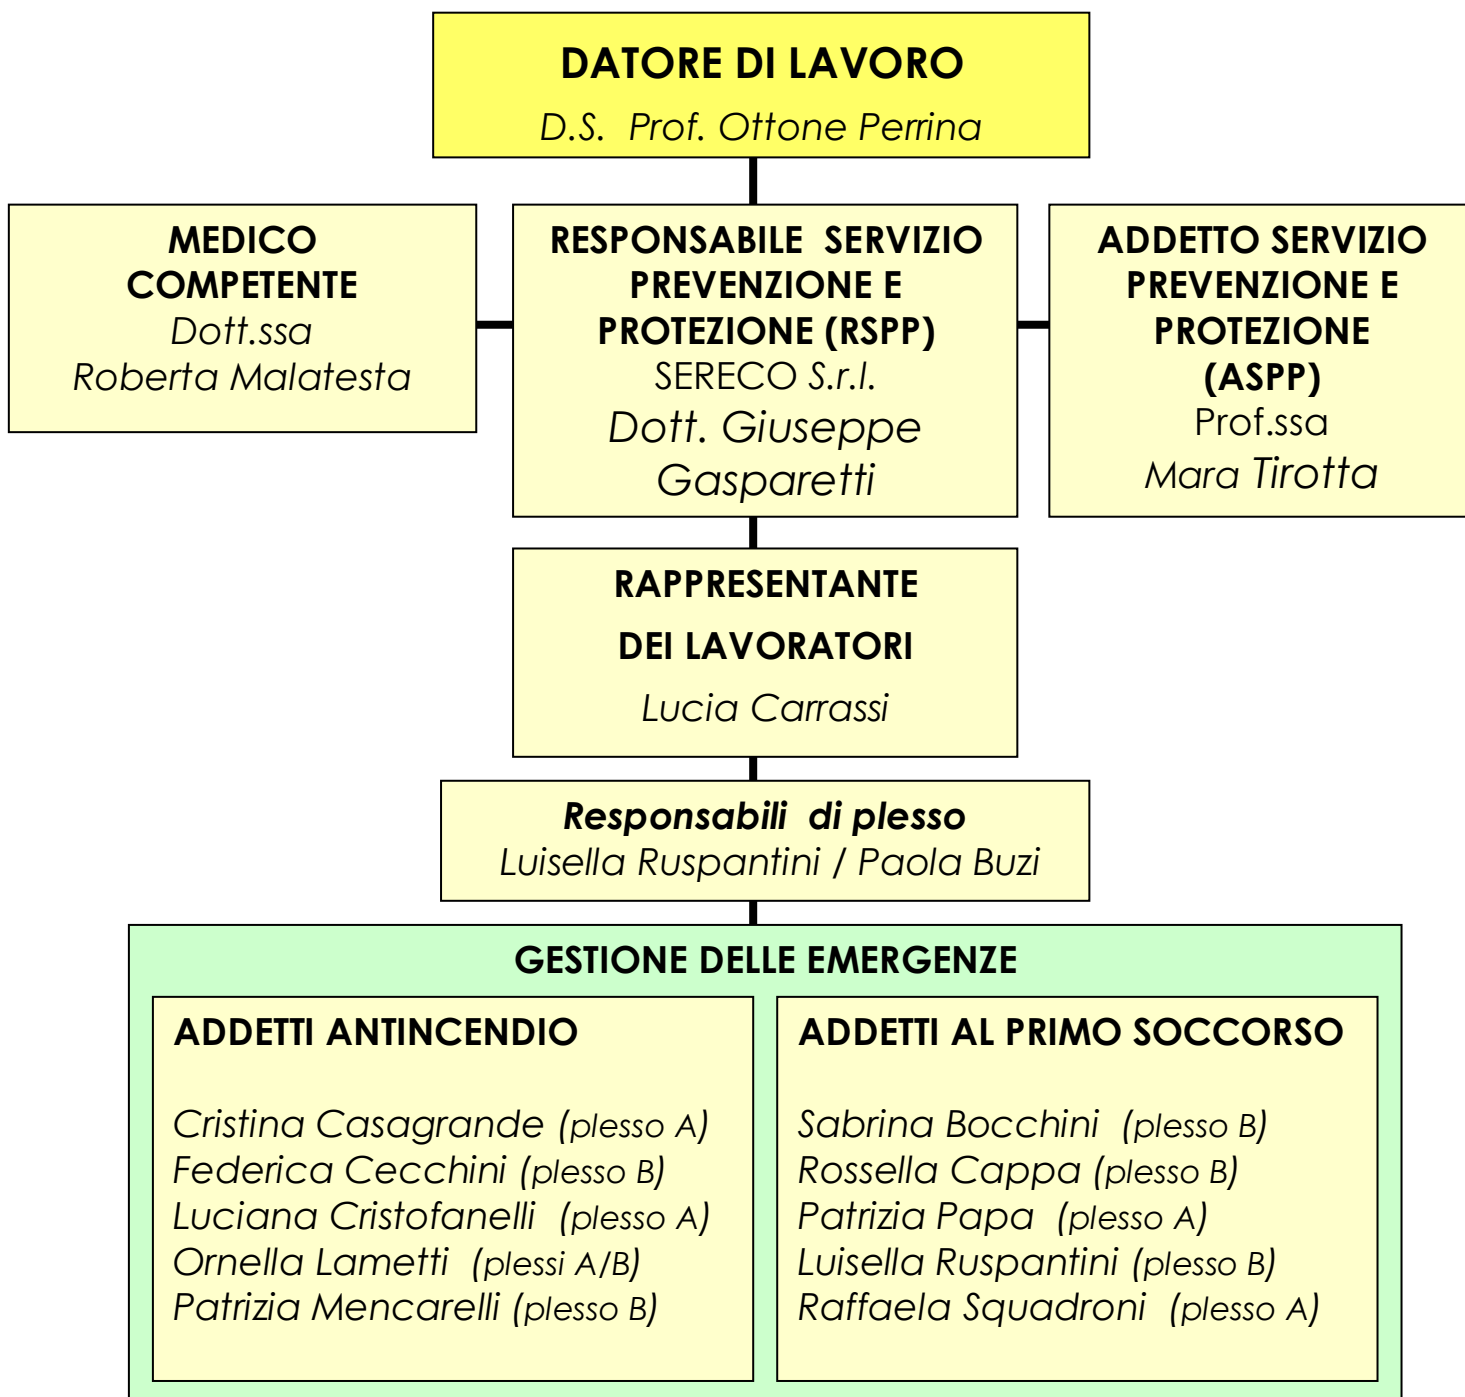 DATORE DI LAVORO
D.S. Prof. Ottone Perrina
MEDICO
COMPETENTE
Dott.ssa
Roberta Malatesta
RESPONSABILE SERVIZIO
PREVENZIONE E
PROTEZIONE (RSPP)
SERECO S.r.l.
Dott. Giuseppe
Gasparetti
ADDETTO SERVIZIO
PREVENZIONE E
PROTEZIONE
(ASPP)
Prof.ssa
Mara Tirotta
RAPPRESENTANTE
DEI LAVORATORI
Lucia Carrassi
Responsabili di plesso
Luisella Ruspantini / Paola Buzi
GESTIONE DELLE EMERGENZE
ADDETTI ANTINCENDIO
Cristina Casagrande (plesso A)
Federica Cecchini (plesso B)
Luciana Cristofanelli (plesso A)
Ornella Lametti (plessi A/B)
Patrizia Mencarelli (plesso B)
ADDETTI AL PRIMO SOCCORSO
Sabrina Bocchini (plesso B)
Rossella Cappa (plesso B)
Patrizia Papa (plesso A)
Luisella Ruspantini (plesso B)
Raffaela Squadroni (plesso A)